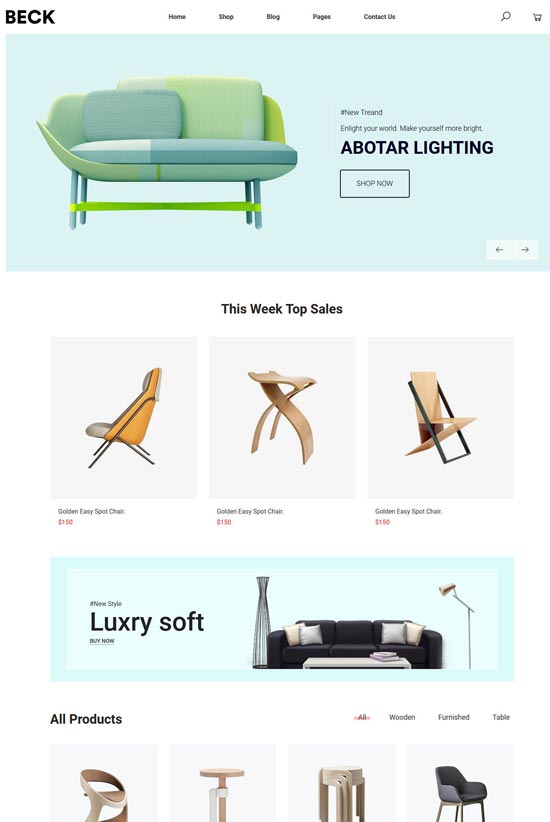 BECK
Home Shop Blog Pages Contact Us
#New Treand
Enlight your world. Make yourself more bright.
ABOTAR LIGHTING
SHOP NOW
This Week Top Sales
Golden Easy Spot Chair.
$150
Golden Easy Spot Chair.
$150
Golden Easy Spot Chair.
$150
#New Style
Luxry soft
BUY NOW
All Products
All Wooden Furnished Table